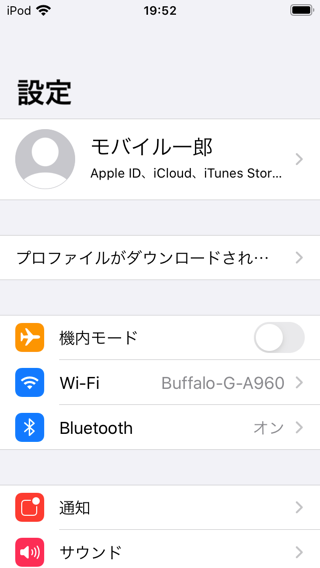 iPod 19:52
設定
モバイル一郎
Apple ID、iCloud、iTunes Stor...
プロファイルがダウンロードされ…
機内モード
Wi-Fi Buffalo-G-A960
Bluetooth オン
通知
サウンド